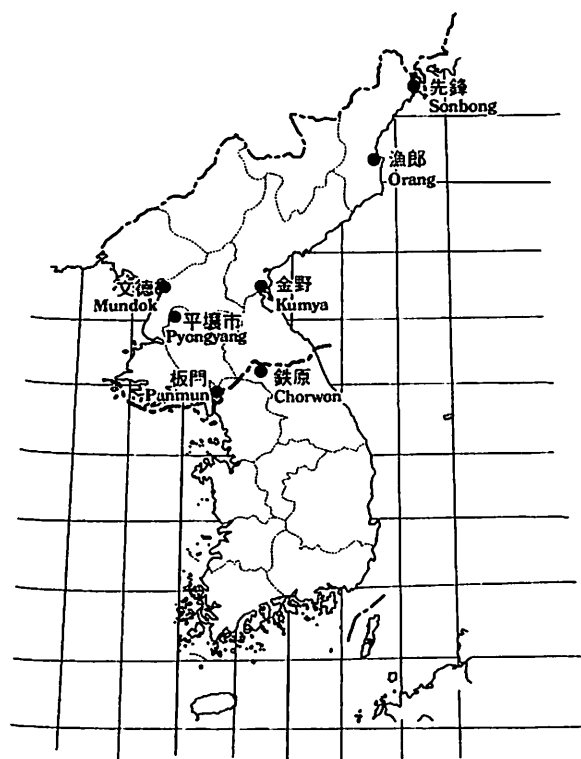 先鋒
Sonbong
漁郎
Orang
文徳
Mundok
金野
Kumya
平壌市
Pyongyang
板門
Panmun
鉄原
Chorwon